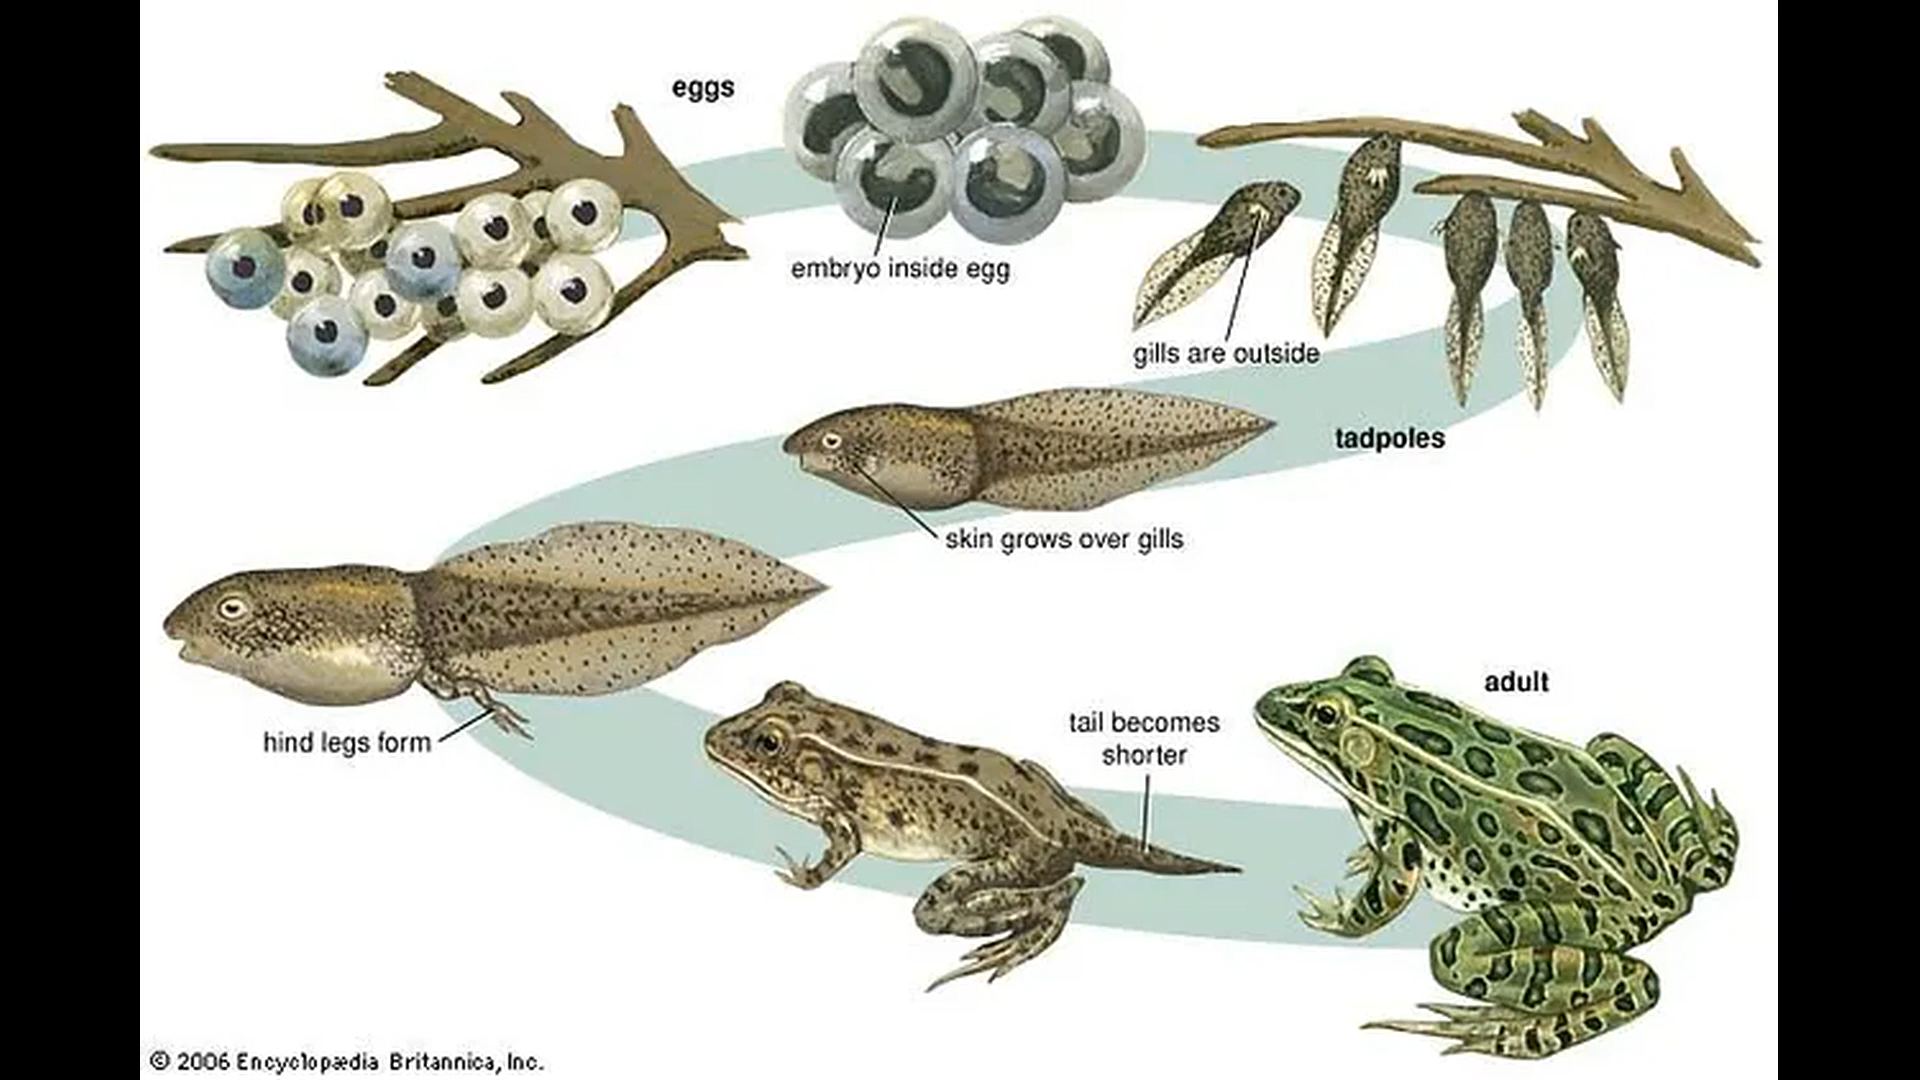 eggs
embryo inside egg
gills are outside
tadpoles
skin grows over gills
hind legs form
tail becomes
shorter
adult
© 2006 Encyclopædia Britannica, Inc.